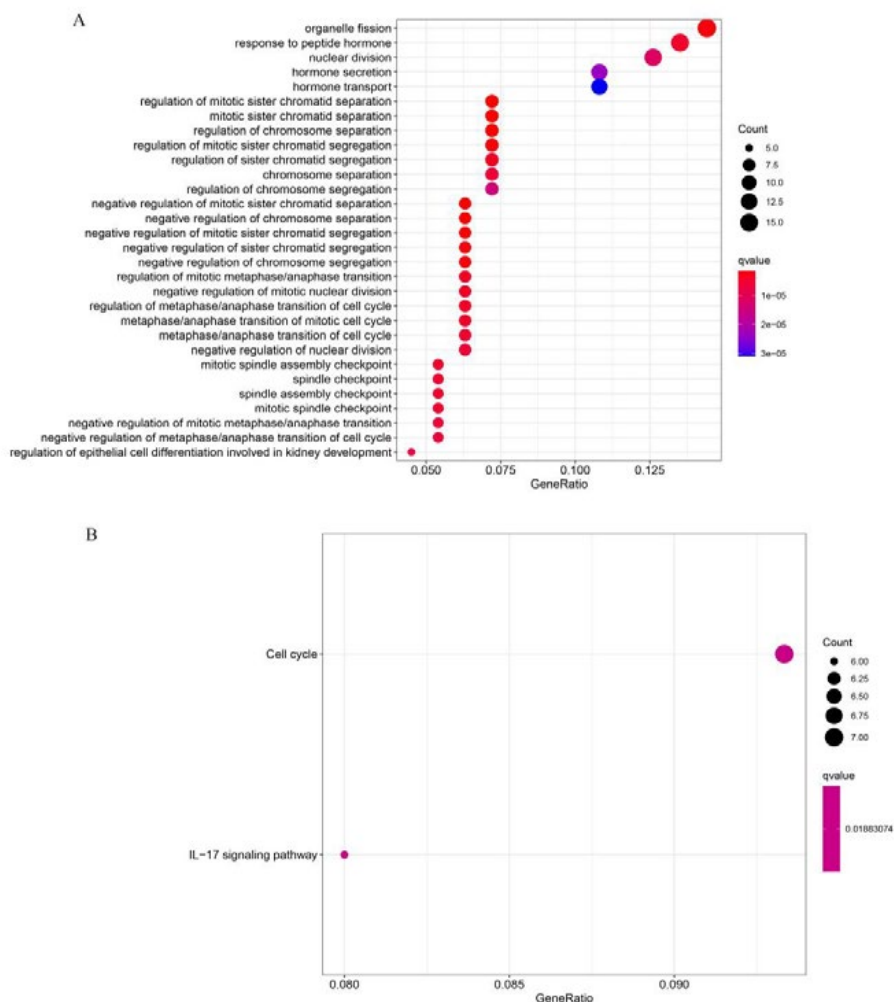 A
organelle fission
response to peptide hormone
nuclear division
hormone secretion
hormone transport
regulation of mitotic sister chromatid separation
mitotic sister chromatid separation
regulation of chromosome separation
regulation of mitotic sister chromatid segregation
regulation of sister chromatid segregation
chromosome separation
regulation of chromosome segregation
negative regulation of mitotic sister chromatid separation
negative regulation of chromosome separation
negative regulation of mitotic sister chromatid segregation
negative regulation of sister chromatid segregation
negative regulation of chromosome segregation
regulation of mitotic metaphase/anaphase transition
negative regulation of mitotic nuclear division
regulation of metaphase/anaphase transition of cell cycle
metaphase/anaphase transition of mitotic cell cycle
metaphase/anaphase transition of cell cycle
negative regulation of nuclear division
mitotic spindle assembly checkpoint
spindle checkpoint
spindle assembly checkpoint
mitotic spindle checkpoint
negative regulation of mitotic metaphase/anaphase transition
negative regulation of metaphase/anaphase transition of cell cycle
regulation of epithelial cell differentiation involved in kidney development
0.050 0.075 0.100 0.125
GeneRatio
Count
5.0
7.5
10.0
12.5
15.0
qvalue
1e−05
2e−05
3e−05
B
Cell cycle
IL−17 signaling pathway
0.080 0.085 0.090
GeneRatio
Count
6.00
6.25
6.50
6.75
7.00
qvalue
0.01883074